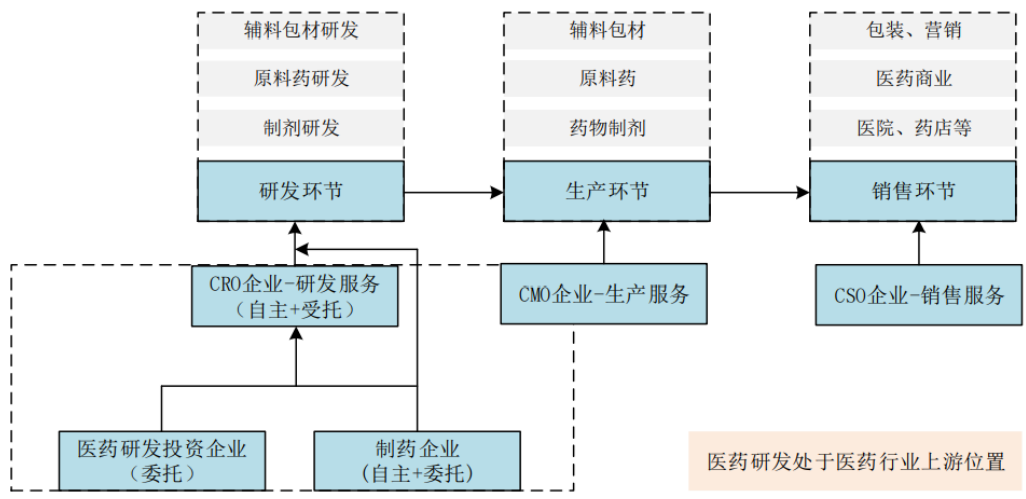 辅料包材研发
辅料包材
包装、营销
原料药研发
原料药
医药商业
制剂研发
药物制剂
医院、药店等
研发环节
生产环节
销售环节
CRO企业-研发服务
（自主+受托）
CMO企业-生产服务
CSO企业-销售服务
医药研发投资企业
（委托）
制药企业
(自主+委托)
医药研发处于医药行业上游位置